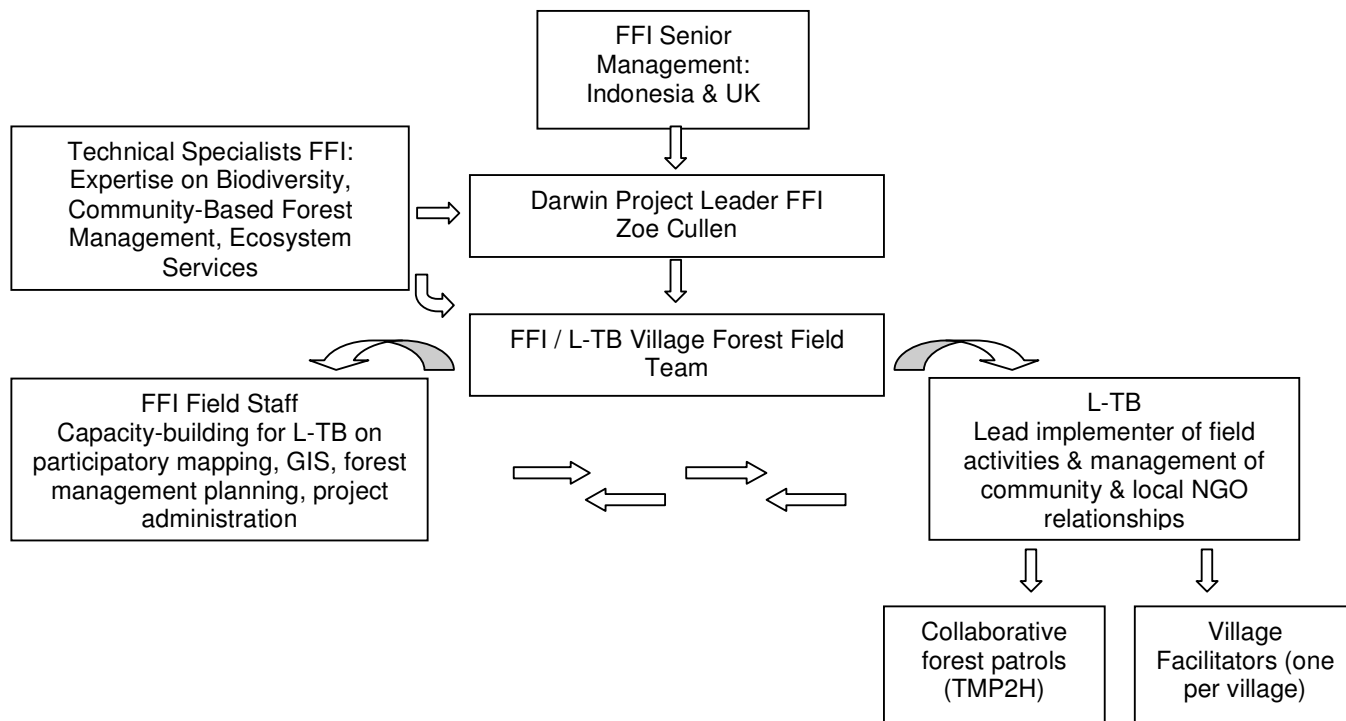 FFI Senior
Management:
Indonesia & UK
Technical Specialists FFI:
Expertise on Biodiversity,
Community-Based Forest
Management, Ecosystem
Services
Darwin Project Leader FFI
Zoe Cullen
FFI / L-TB Village Forest Field
Team
FFI Field Staff
Capacity-building for L-TB on
participatory mapping, GIS, forest
management planning, project
administration
L-TB
Lead implementer of field
activities & management of
community & local NGO
relationships
Collaborative
forest patrols
(TMP2H)
Village
Facilitators (one
per village)